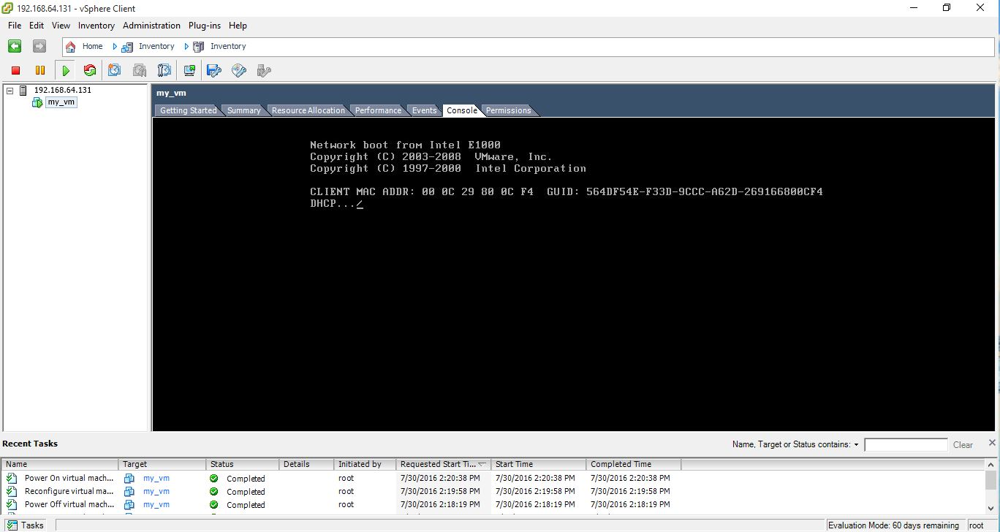 192.168.64.131 - vSphere Client
File Edit View Inventory Administration Plug-ins Help
Home Inventory Inventory
192.168.64.131
my_vm
my_vm
Getting Started Summary Resource Allocation Performance Events Console Permissions
Network boot from Intel E1000
Copyright (C) 2003-2008 VMware, Inc.
Copyright (C) 1997-2000 Intel Corporation
CLIENT MAC ADDR: 00 0C 29 80 0C F4 GUID: 564DF54E-F33D-9CCC-A62D-269166800CF4
DHCP.../
Recent Tasks
Name, Target or Status contains: Clear
Name Target Status Details Initiated by Requested Start Ti... Start Time Completed Time
Power On virtual mach... my_vm Completed root 7/30/2016 2:20:38 PM 7/30/2016 2:20:38 PM 7/30/2016 2:20:38 PM
Reconfigure virtual ma... my_vm Completed root 7/30/2016 2:19:58 PM 7/30/2016 2:19:58 PM 7/30/2016 2:19:58 PM
Power Off virtual mach... my_vm Completed root 7/30/2016 2:18:19 PM 7/30/2016 2:18:19 PM 7/30/2016 2:18:19 PM
Tasks Evaluation Mode: 60 days remaining root